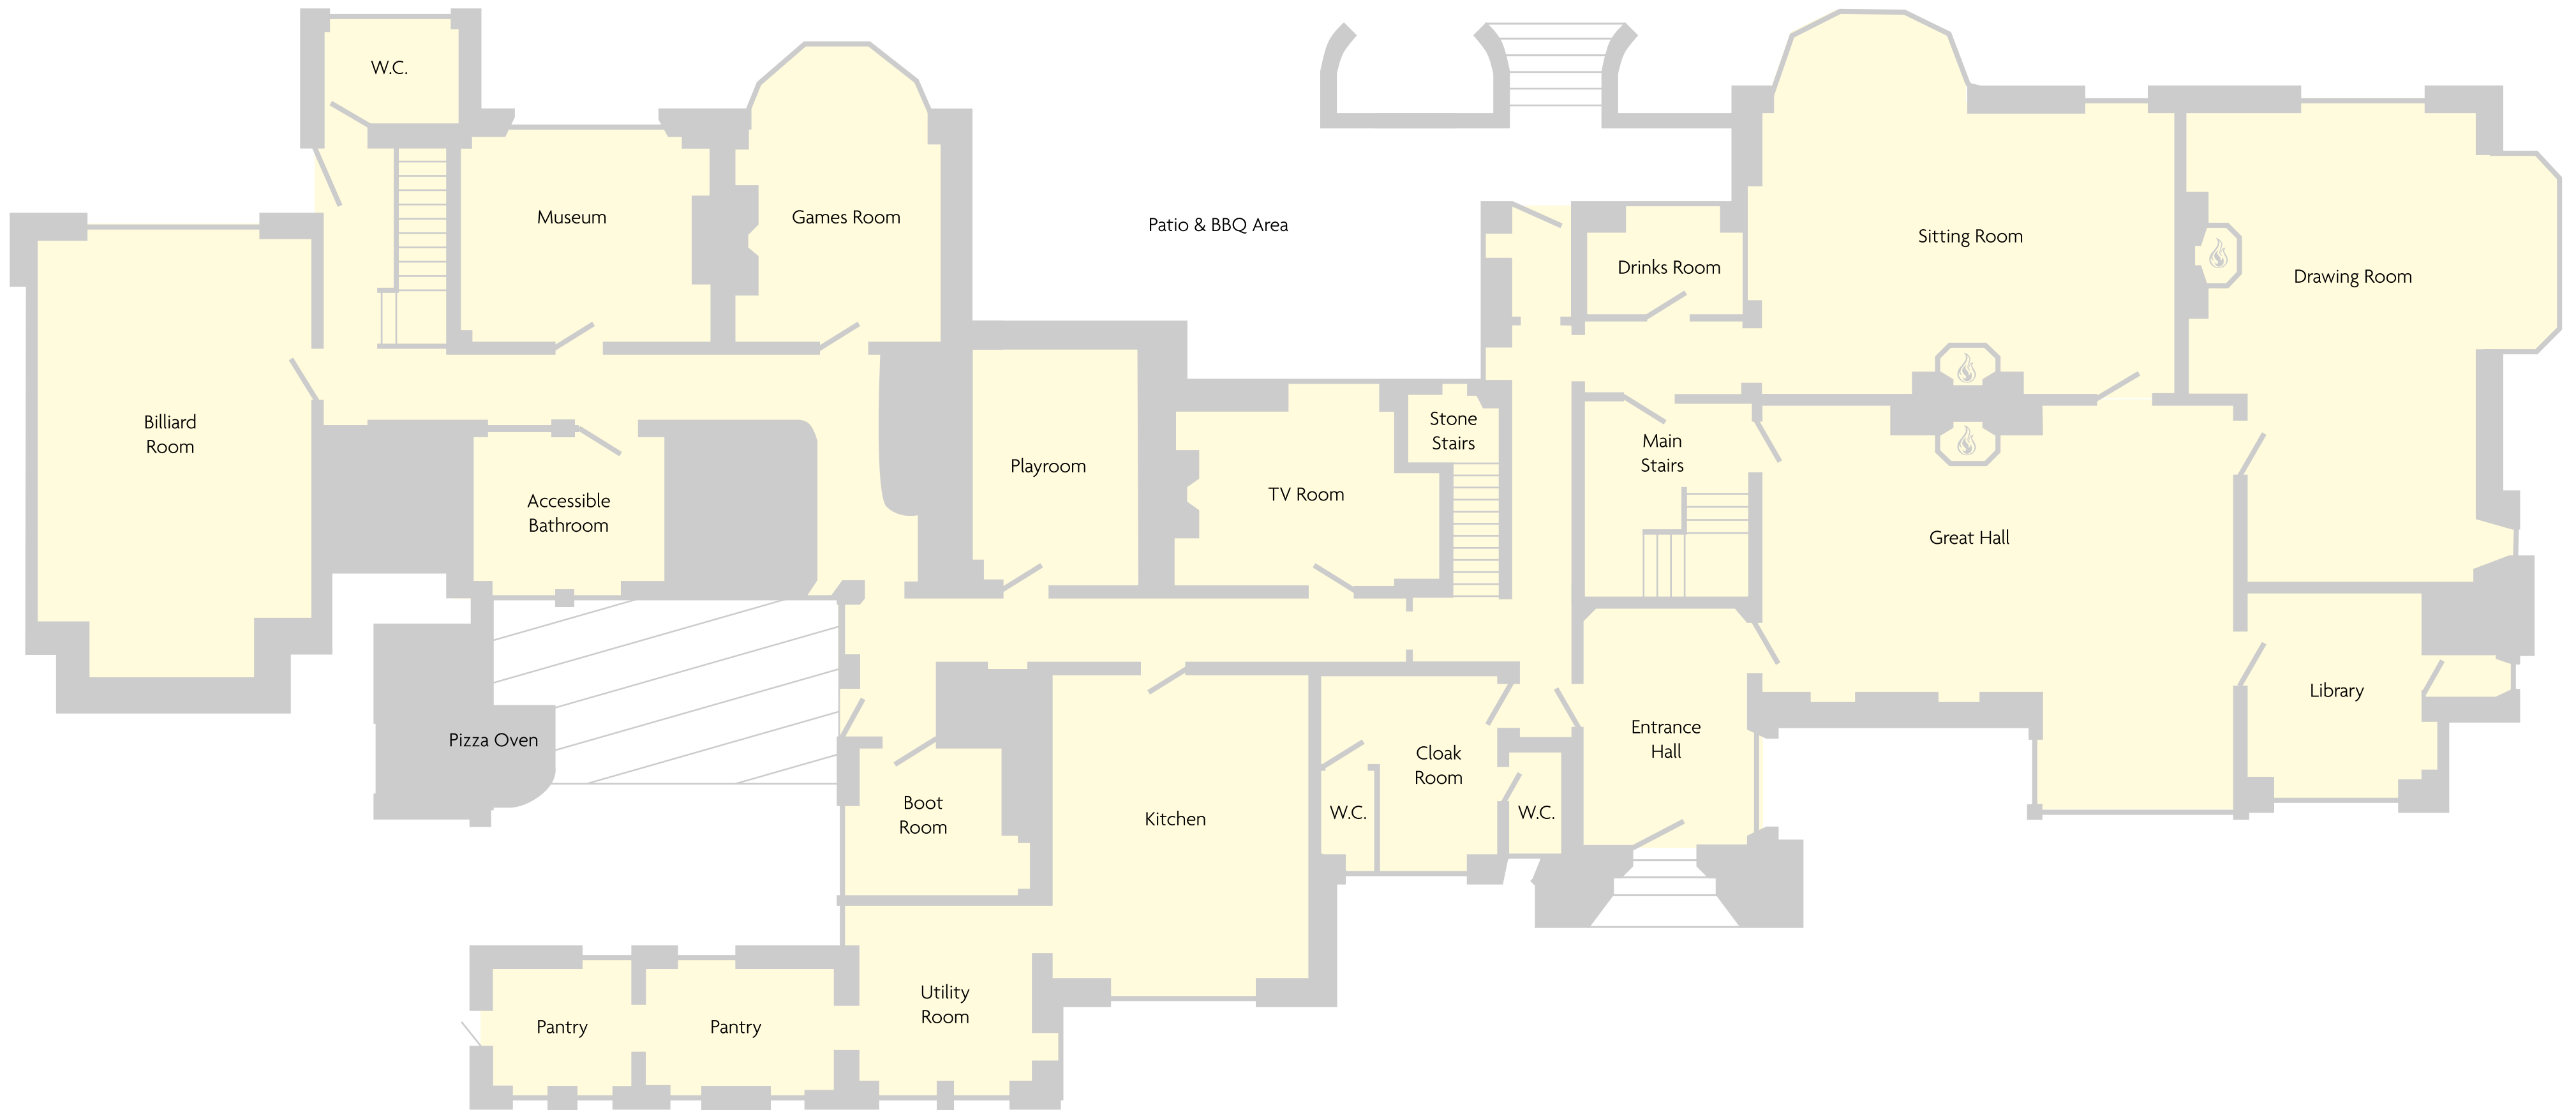 W.C.
Museum
Games Room
Patio & BBQ Area
Sitting Room
Drinks Room
Drawing Room
Billiard
Room
Stone
Stairs
Main
Stairs
Playroom
TV Room
Accessible
Bathroom
Great Hall
Library
Entrance
Hall
Pizza Oven
Cloak
Room
Boot
Room
Kitchen
W.C.
W.C.
Utility
Room
Pantry
Pantry